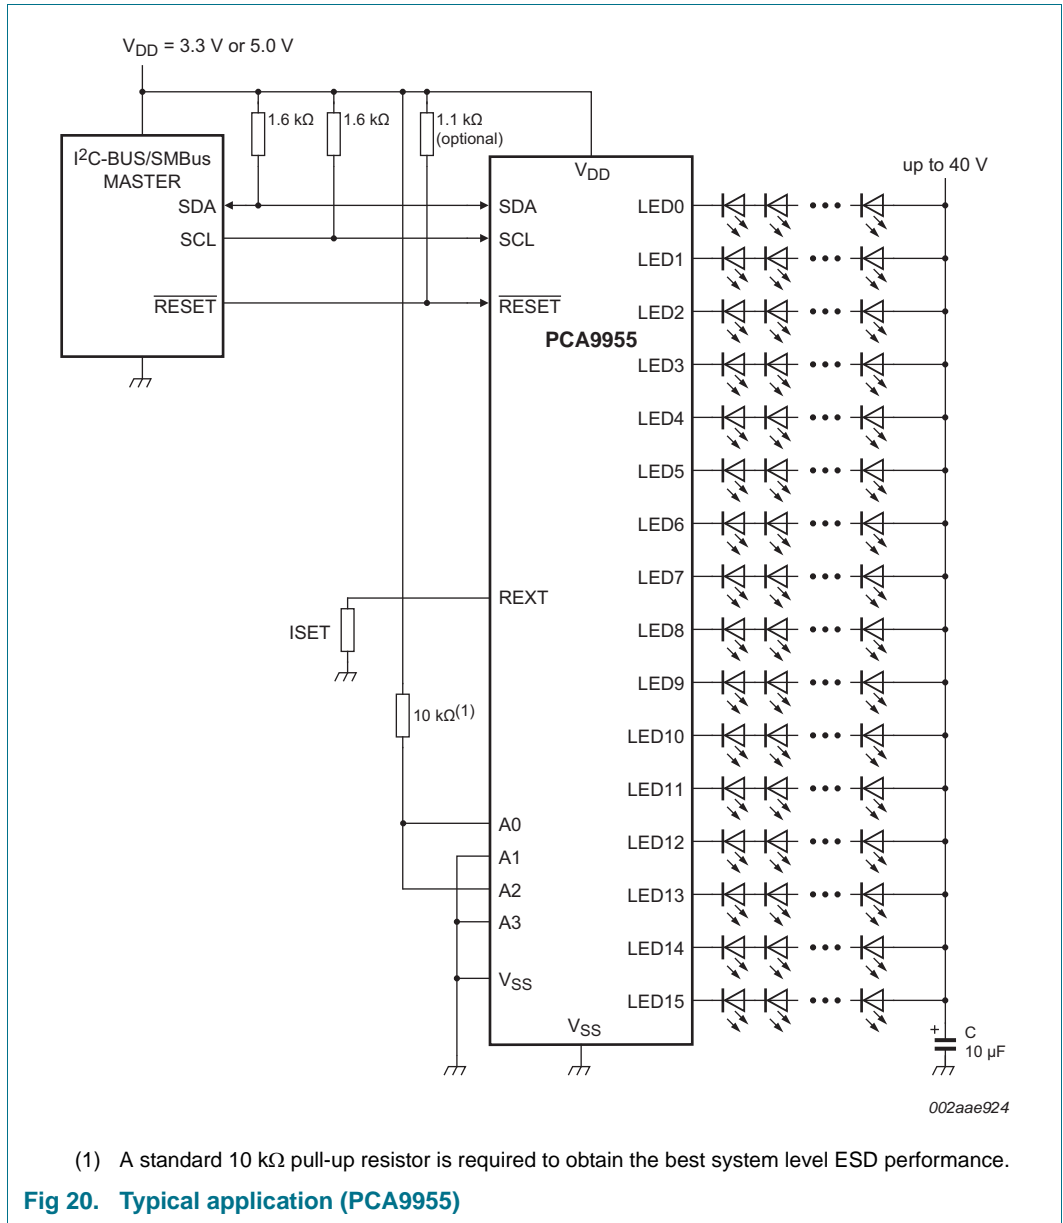 V_DD = 3.3 V or 5.0 V
1.6 kΩ
1.6 kΩ
1.1 kΩ
(optional)
I²C-BUS/SMBus
MASTER
SDA
SCL
RESET
V_DD
SDA
SCL
RESET
PCA9955
REXT
ISET
10 kΩ(1)
A0
A1
A2
A3
V_SS
V_SS
LED0
LED1
LED2
LED3
LED4
LED5
LED6
LED7
LED8
LED9
LED10
LED11
LED12
LED13
LED14
LED15
up to 40 V
+
C
10 μF
002aae924
(1) A standard 10 kΩ pull-up resistor is required to obtain the best system level ESD performance.
Fig 20. Typical application (PCA9955)